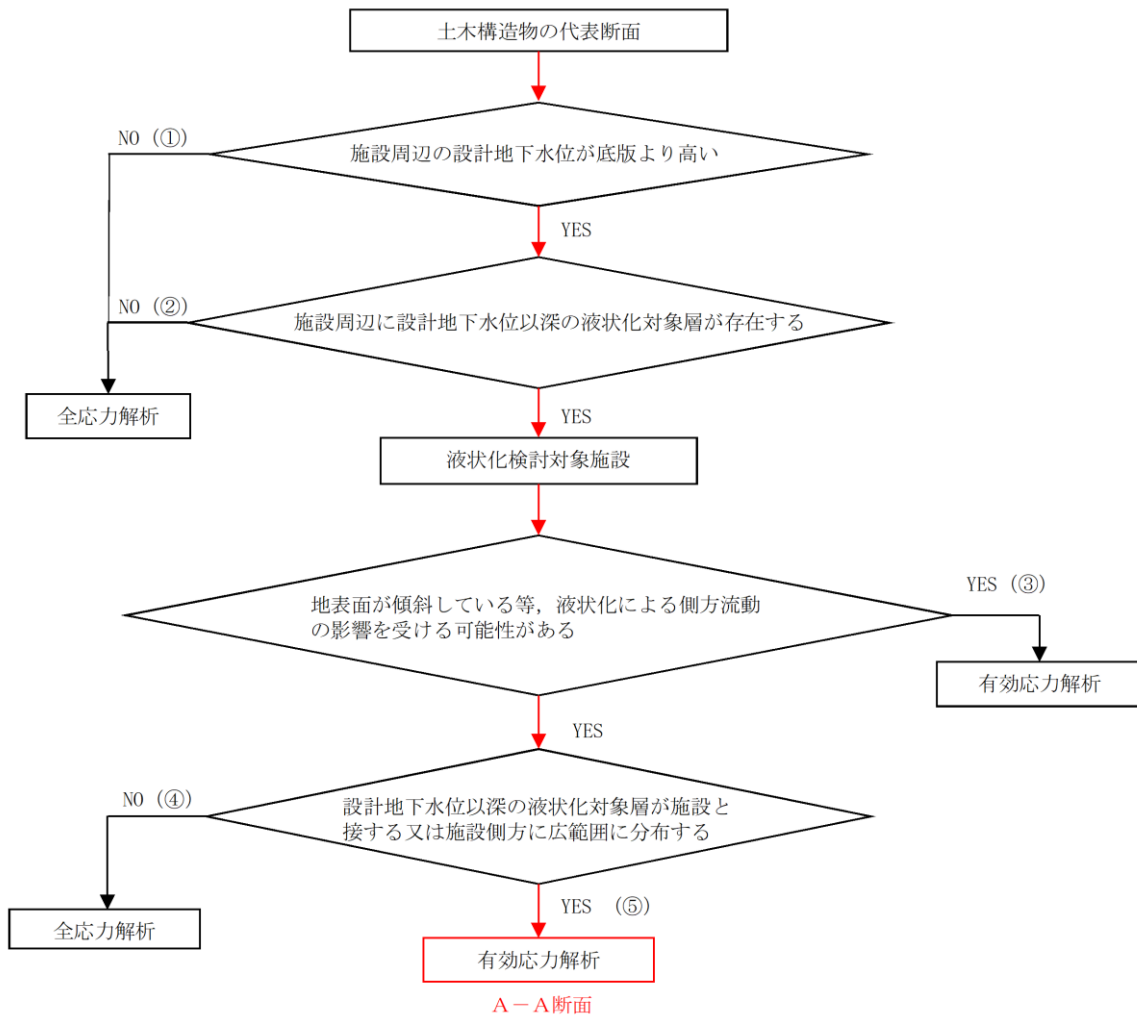 土木構造物の代表断面
NO (①)
施設周辺の設計地下水位が底版より高い
YES
NO (②)
施設周辺に設計地下水位以深の液状化対象層が存在する
全応力解析
YES
液状化検討対象施設
YES (③)
地表面が傾斜している等，液状化による側方流動
の影響を受ける可能性がある
有効応力解析
YES
NO (④)
設計地下水位以深の液状化対象層が施設と
接する又は施設側方に広範囲に分布する
YES (⑤)
全応力解析
有効応力解析
A－A断面